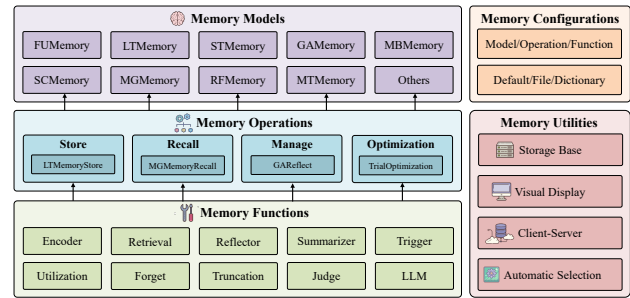 Memory Models
FUMemory LTMemory STMemory GAMemory MBMemory
SCMemory MGMemory RFMemory MTMemory Others
Memory Operations
Store Recall Manage Optimization
LTMemoryStore MGMemoryRecall GAReflect TrialOptimization
Memory Functions
Encoder Retrieval Reflector Summarizer Trigger
Utilization Forget Truncation Judge LLM
Memory Configurations
Model/Operation/Function
Default/File/Dictionary
Memory Utilities
Storage Base
Visual Display
Client-Server
Automatic Selection